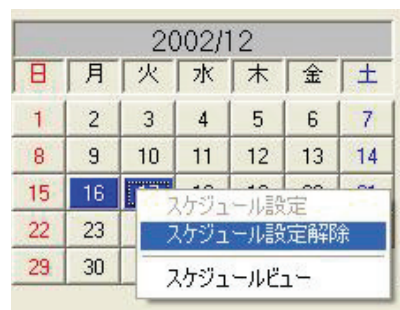 2002/12
日 月 火 水 木 金 土
1 2 3 4 5 6 7
8 9 10 11 12 13 14
15 16
スケジュール設定
22 23 スケジュール設定解除
29 30 スケジュールビュー